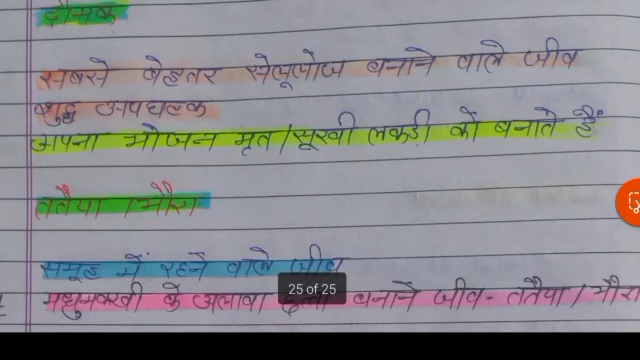 दीमक
सबसे बेहतर सेलूलोज बनाने वाले जीव
शुद्ध अपघटक
अपना भोजन मृत/सूखी लकड़ी को बनाते हैं
ततैया / भौंरा
समूह में रहने वाले जीव
मधुमक्खी के अलावा बनाने जीव - ततैया / भौंरा
25 of 25